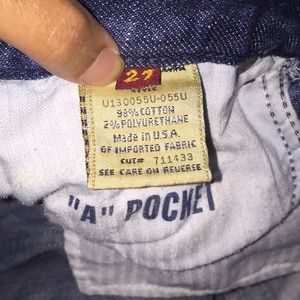 27
STYLE
U130055U-055U
98%COTTON
2%POLYURETHANE
Made in U.S.A.
OF IMPORTED FABRIC
CUT# 711433
SEE CARE ON REVERSE
"A" POCKET